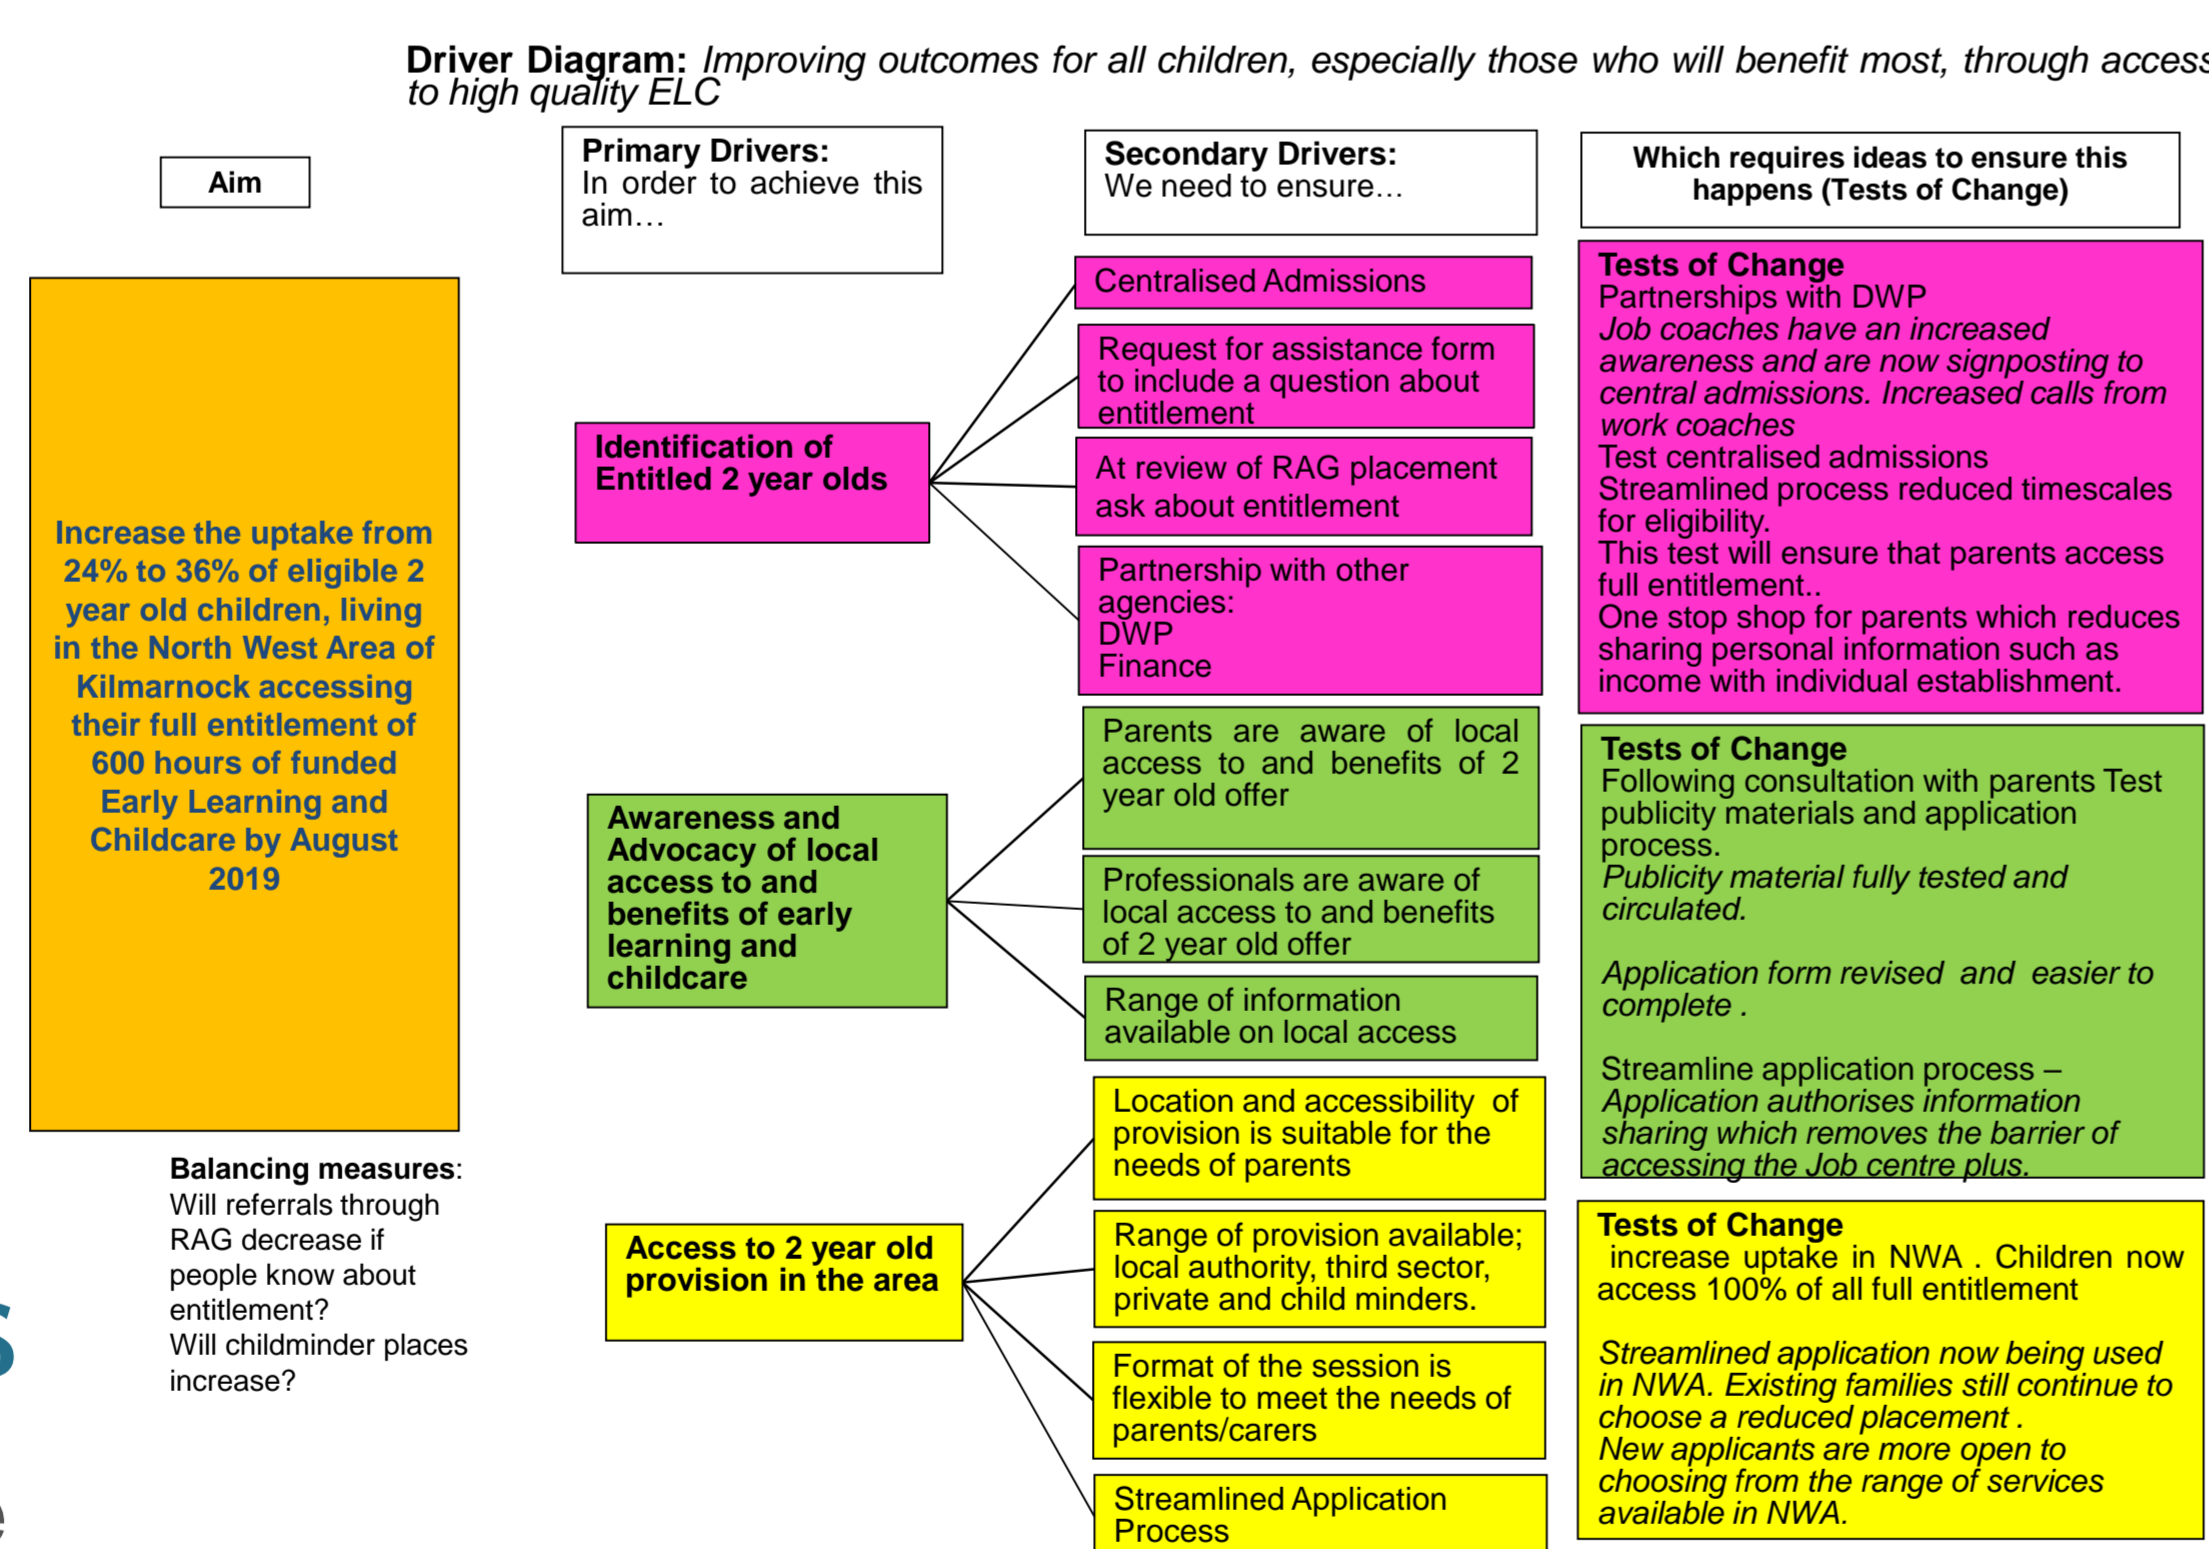 Driver Diagram: Improving outcomes for all children, especially those who will benefit most, through access
to high quality ELC
Aim
Increase the uptake from
24% to 36% of eligible 2
year old children, living
in the North West Area of
Kilmarnock accessing
their full entitlement of
600 hours of funded
Early Learning and
Childcare by August
2019
Balancing measures:
Will referrals through
RAG decrease if
people know about
entitlement?
Will childminder places
increase?
Primary Drivers:
In order to achieve this
aim…
Identification of
Entitled 2 year olds
Awareness and
Advocacy of local
access to and
benefits of early
learning and
childcare
Access to 2 year old
provision in the area
Secondary Drivers:
We need to ensure…
Centralised Admissions
Request for assistance form
to include a question about
entitlement
At review of RAG placement
ask about entitlement
Partnership with other
agencies:
DWP
Finance
Parents are aware of local
access to and benefits of 2
year old offer
Professionals are aware of
local access to and benefits
of 2 year old offer
Range of information
available on local access
Location and accessibility of
provision is suitable for the
needs of parents
Range of provision available;
local authority, third sector,
private and child minders.
Format of the session is
flexible to meet the needs of
parents/carers
Streamlined Application
Process
Which requires ideas to ensure this
happens (Tests of Change)
Tests of Change
Partnerships with DWP
Job coaches have an increased
awareness and are now signposting to
central admissions. Increased calls from
work coaches
Test centralised admissions
Streamlined process reduced timescales
for eligibility.
This test will ensure that parents access
full entitlement..
One stop shop for parents which reduces
sharing personal information such as
income with individual establishment.
Tests of Change
Following consultation with parents Test
publicity materials and application
process.
Publicity material fully tested and
circulated.
Application form revised and easier to
complete .
Streamline application process –
Application authorises information
sharing which removes the barrier of
accessing the Job centre plus.
Tests of Change
increase uptake in NWA . Children now
access 100% of all full entitlement
Streamlined application now being used
in NWA. Existing families still continue to
choose a reduced placement .
New applicants are more open to
choosing from the range of services
available in NWA.